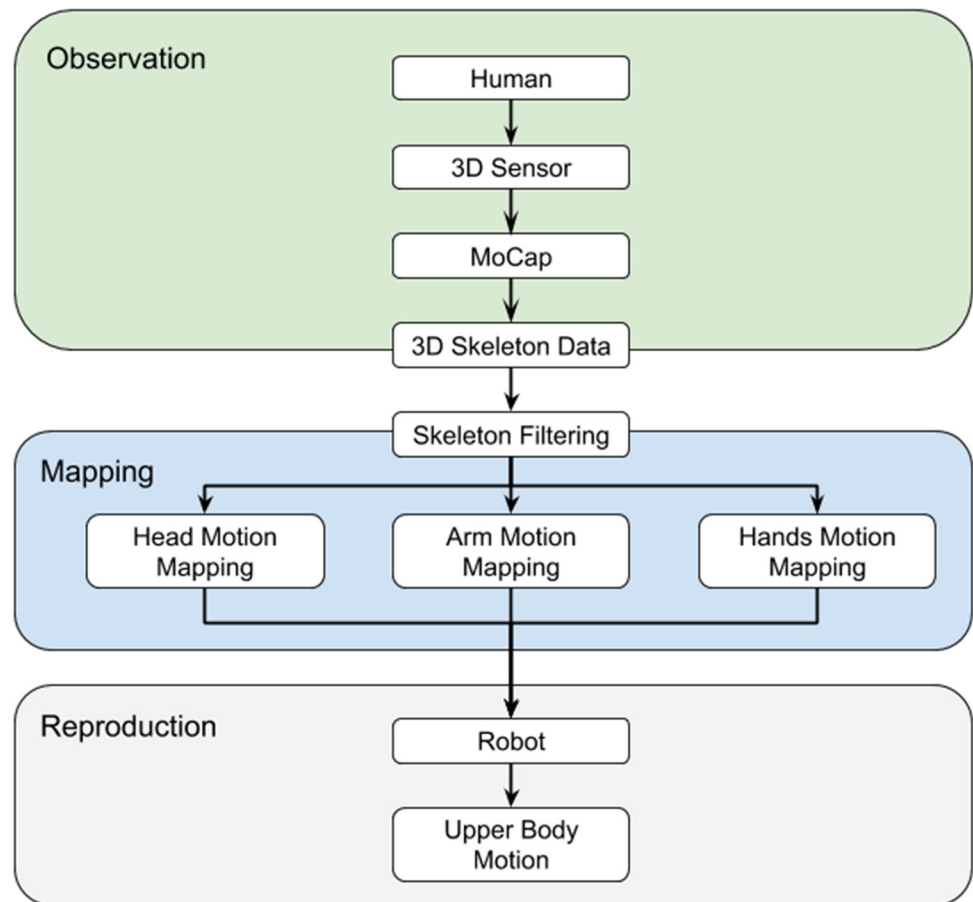 Observation
Human
3D Sensor
MoCap
3D Skeleton Data
Skeleton Filtering
Mapping
Head Motion
Mapping
Arm Motion
Mapping
Hands Motion
Mapping
Reproduction
Robot
Upper Body
Motion